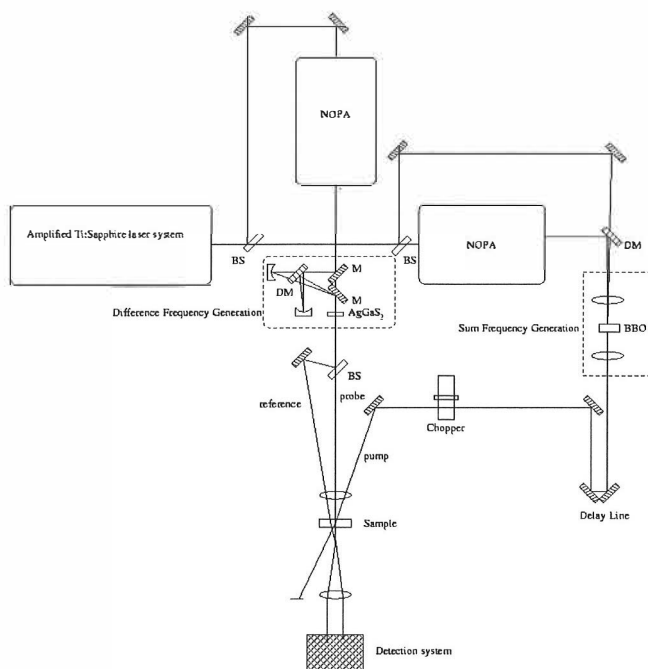 NOPA
Amplified Ti:Sapphire laser system
BS
BS
NOPA
DM
M
DM
M
Difference Frequency Generation
AgGaS₂
Sum Frequency Generation
BBO
BS
reference
probe
Chopper
pump
Sample
Delay Line
Detection system